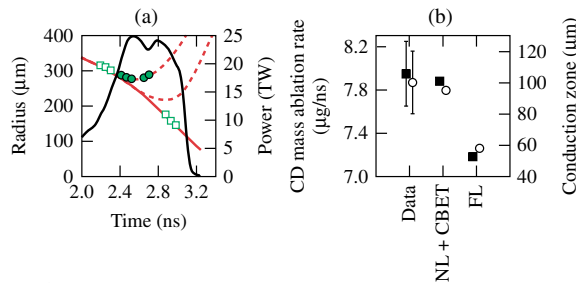 (a)
(b)
400
300
200
100
0
Radius (μm)
25
20
15
10
5
0
Power (TW)
2.0
2.4
2.8
3.2
Time (ns)
8.2
7.8
7.4
7.0
CD mass ablation rate
(μg/ns)
120
100
80
60
40
Conduction zone (μm)
Data
NL + CBET
FL